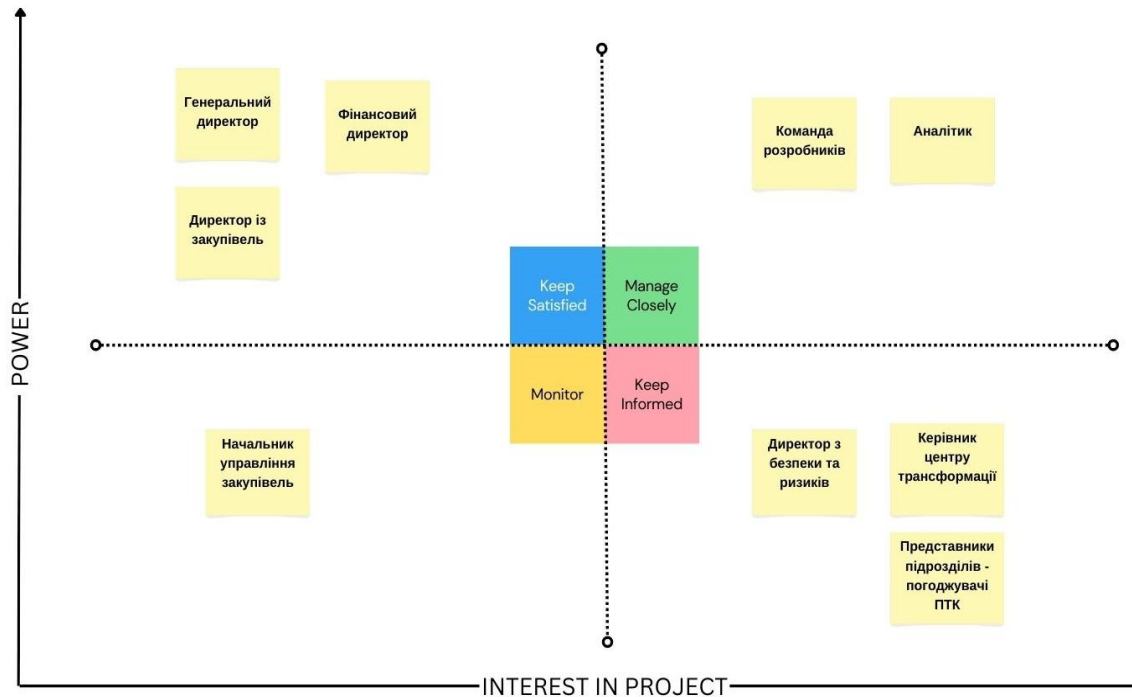 Генеральний
директор
Фінансовий
директор
Директор із
закупівель
Команда
розробників
Аналітик
Keep
Satisfied
Manage
Closely
Monitor
Keep
Informed
POWER
Начальник
управління
закупівель
Директор з
безпеки та
ризиків
Керівник
центру
трансформації
Представники
підрозділів -
погоджувачі
ПТК
INTEREST IN PROJECT